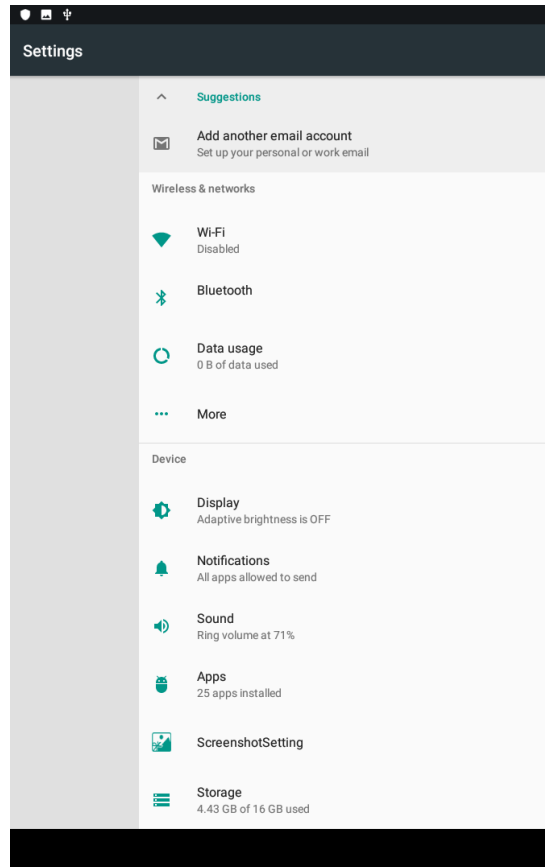 Settings
Suggestions
Add another email account
Set up your personal or work email
Wireless & networks
Wi-Fi
Disabled
Bluetooth
Data usage
0 B of data used
More
Device
Display
Adaptive brightness is OFF
Notifications
All apps allowed to send
Sound
Ring volume at 71%
Apps
25 apps installed
ScreenshotSetting
Storage
4.43 GB of 16 GB used